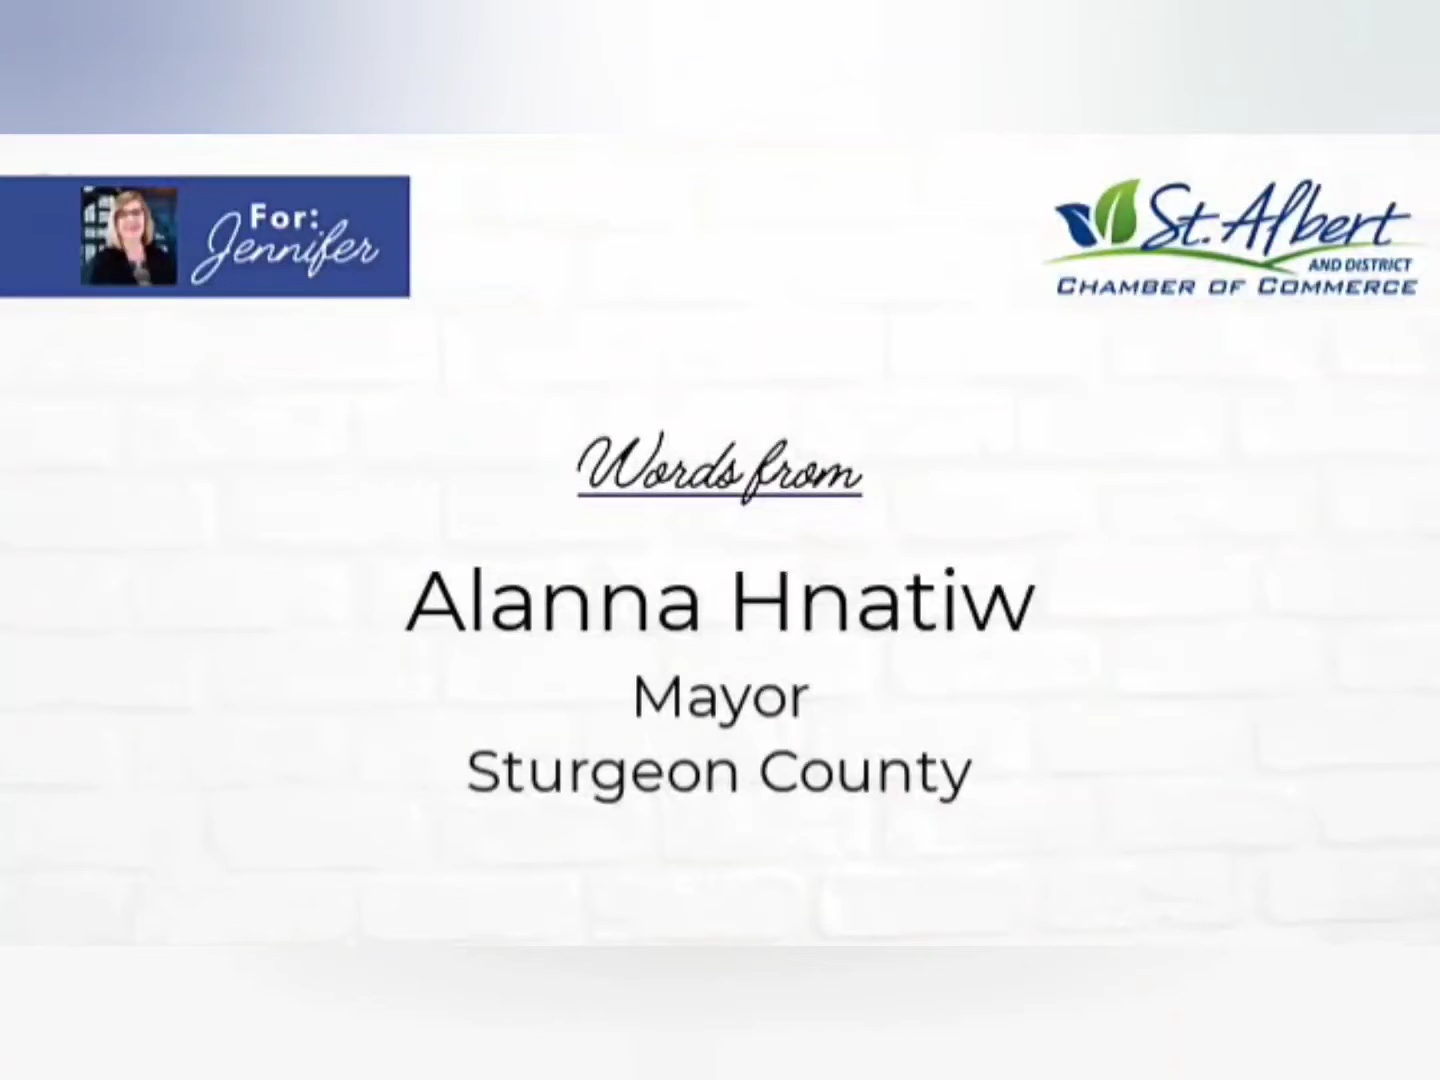 For:
Jennifer
St. Albert
AND DISTRICT
CHAMBER OF COMMERCE
Words from
Alanna Hnatiw
Mayor
Sturgeon County